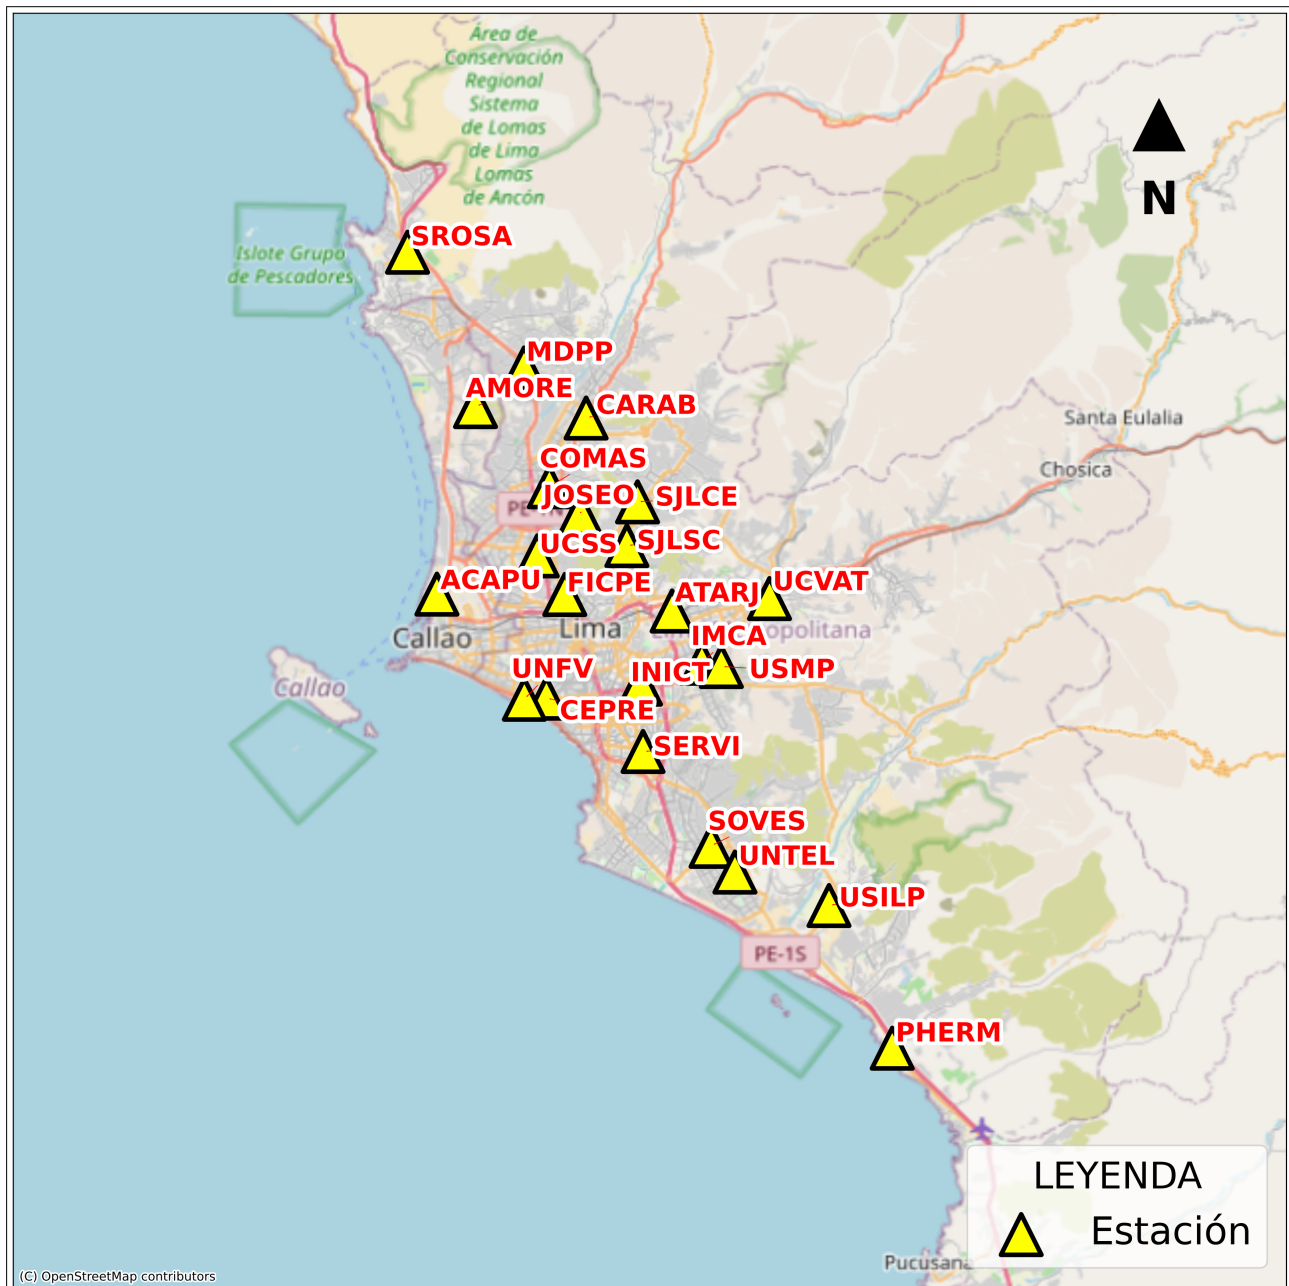 Área de
Conservación
Regional
Sistema
de Lomas
de Lima
Lomas
de Ancón
N
SROSA
Islote Grupo
de Pescadores
MDPP
AMORE
CARAB
Santa Eulalia
COMAS
Chosica
JOSEO
SJLCE
UCSS
SJLSC
ACAPU
FICPE
ATARJ
UCVAT
Callao
Lima
IMCA
UNFV
INICT
USMP
Callao
CEPRE
SERVI
SOVES
UNTEL
USILP
PE-1S
PHERM
LEYENDA
Estación
(C) OpenStreetMap contributors